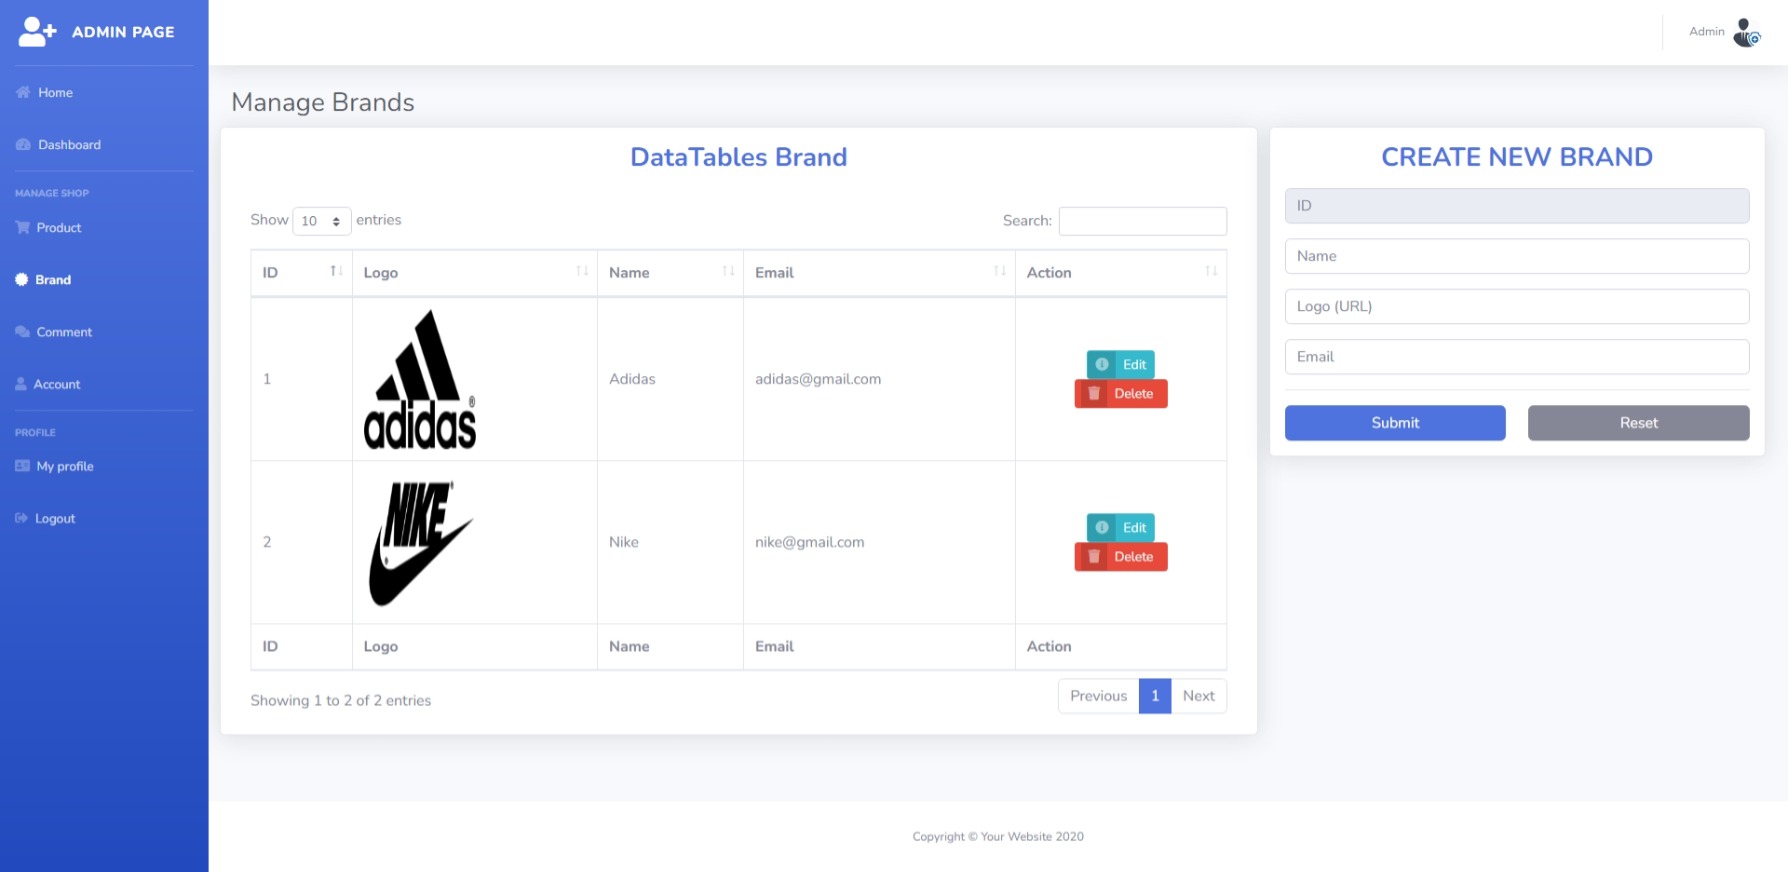 ADMIN PAGE
Home
Dashboard
MANAGE SHOP
Product
Brand
Comment
Account
PROFILE
My profile
Logout
Admin
Manage Brands
DataTables Brand
Show 10 entries
Search:
ID Logo Name Email Action
1 adidas® Adidas adidas@gmail.com Edit
Delete
2 NIKE Nike nike@gmail.com Edit
Delete
ID Logo Name Email Action
Showing 1 to 2 of 2 entries
Previous 1 Next
CREATE NEW BRAND
ID
Name
Logo (URL)
Email
Submit Reset
Copyright © Your Website 2020